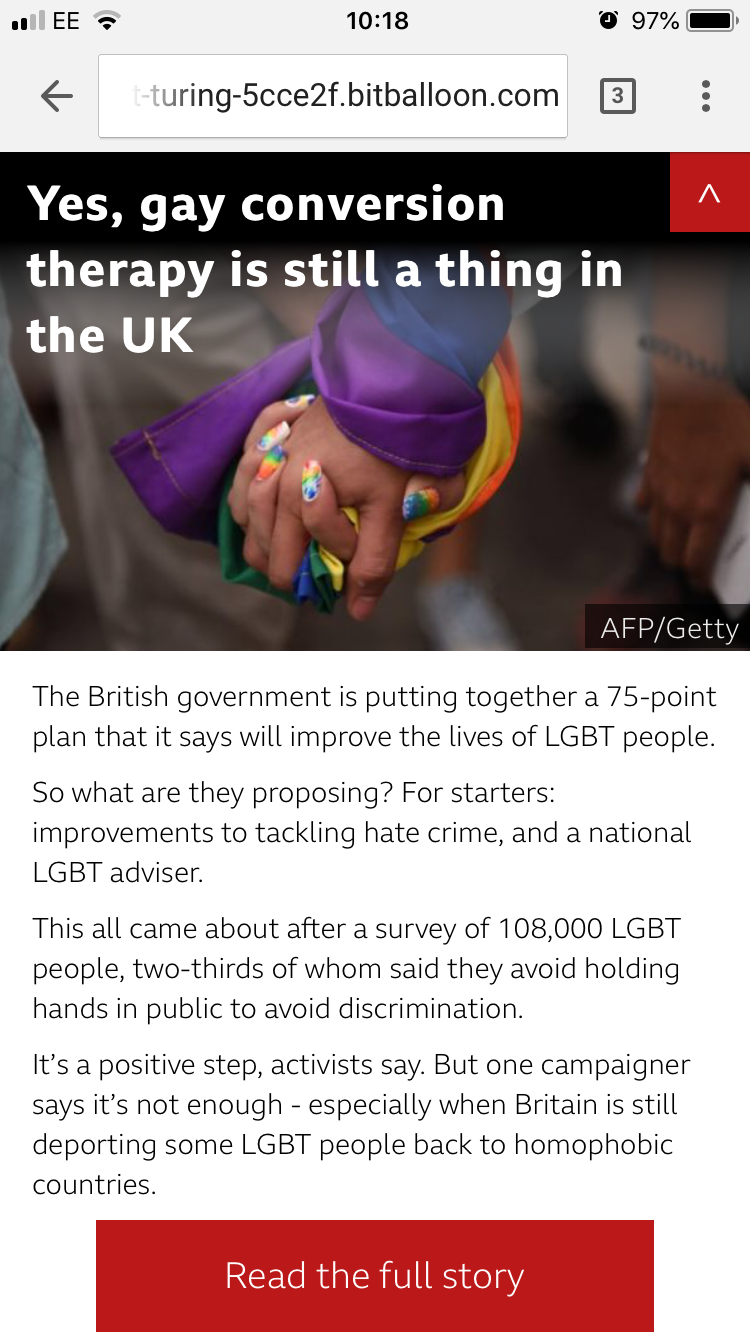 EE 10:18 97%
t-turing-5cce2f.bitballoon.com 3
Yes, gay conversion
therapy is still a thing in
the UK
^
AFP/Getty
The British government is putting together a 75-point
plan that it says will improve the lives of LGBT people.
So what are they proposing? For starters:
improvements to tackling hate crime, and a national
LGBT adviser.
This all came about after a survey of 108,000 LGBT
people, two-thirds of whom said they avoid holding
hands in public to avoid discrimination.
It’s a positive step, activists say. But one campaigner
says it’s not enough - especially when Britain is still
deporting some LGBT people back to homophobic
countries.
Read the full story